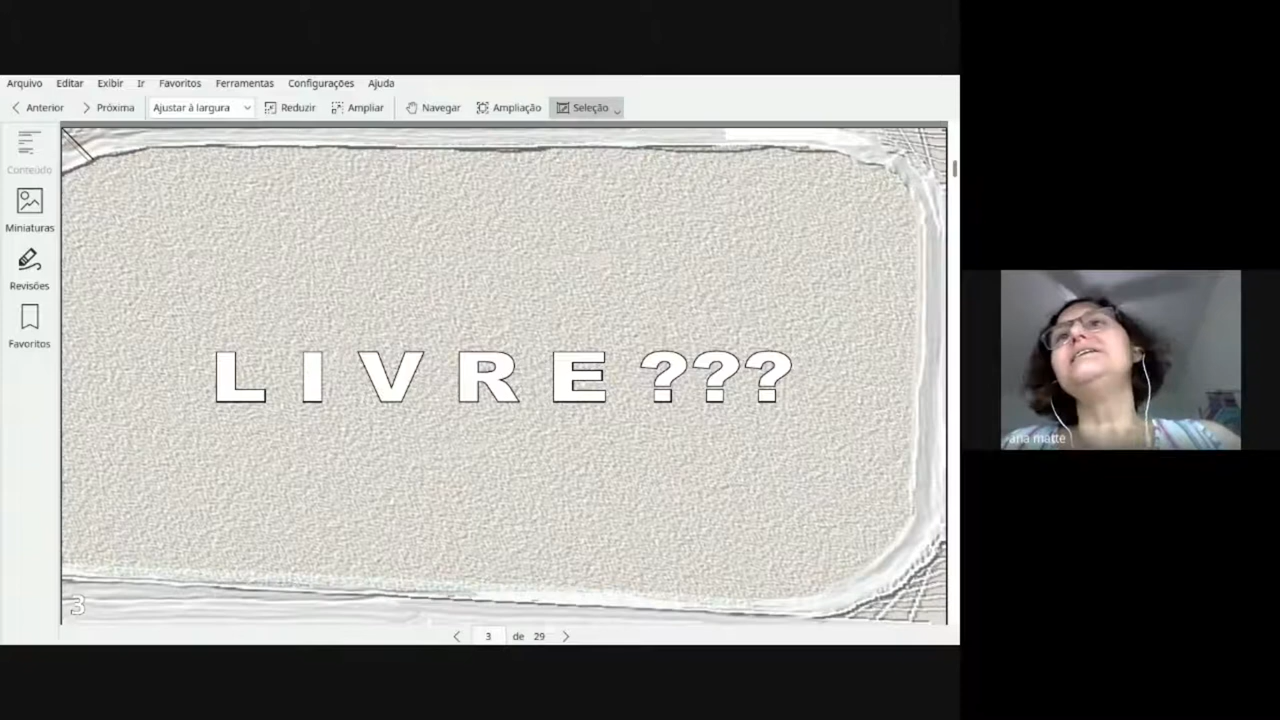 Arquivo Editar Exibir Ir Favoritos Ferramentas Configurações Ajuda
Anterior Próxima Ajustar à largura Reduzir Ampliar Navegar Ampliação Seleção
Conteúdo
Miniaturas
Revisões
Favoritos
L I V R E ???
3
3 de 29
ana matte